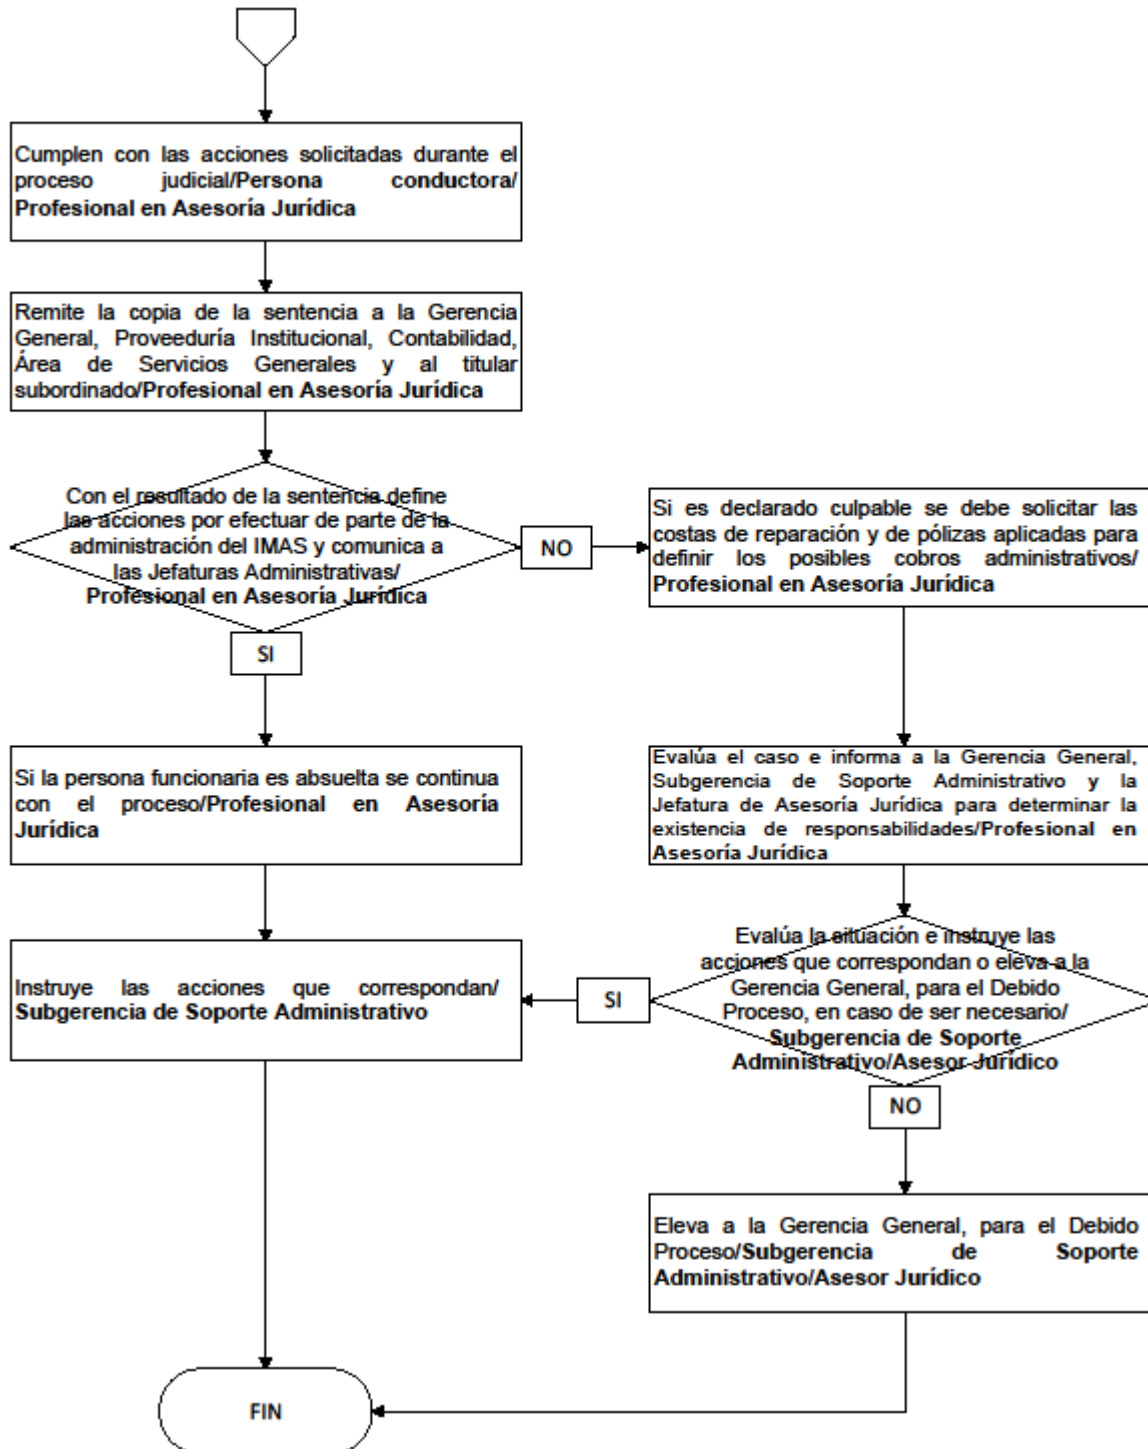 Cumplen con las acciones solicitadas durante el
proceso judicial/Persona conductora/
Profesional en Asesoría Jurídica
Remite la copia de la sentencia a la Gerencia
General, Proveeduría Institucional, Contabilidad,
Área de Servicios Generales y al titular
subordinado/Profesional en Asesoría Jurídica
Con el resultado de la sentencia define
las acciones por efectuar de parte de la
administración del IMAS y comunica a
las Jefaturas Administrativas/
Profesional en Asesoría Jurídica
NO
Si es declarado culpable se debe solicitar las
costas de reparación y de pólizas aplicadas para
definir los posibles cobros administrativos/
Profesional en Asesoría Jurídica
SI
Si la persona funcionaria es absuelta se continua
con el proceso/Profesional en Asesoría
Jurídica
Evalúa el caso e informa a la Gerencia General,
Subgerencia de Soporte Administrativo y la
Jefatura de Asesoría Jurídica para determinar la
existencia de responsabilidades/Profesional en
Asesoría Jurídica
Evalúa la situación e instruye las
acciones que correspondan o eleva a la
Gerencia General, para el Debido
Proceso, en caso de ser necesario/
Subgerencia de Soporte
Administrativo/Asesor Jurídico
SI
Instruye las acciones que correspondan/
Subgerencia de Soporte Administrativo
NO
Eleva a la Gerencia General, para el Debido
Proceso/Subgerencia de Soporte
Administrativo/Asesor Jurídico
FIN